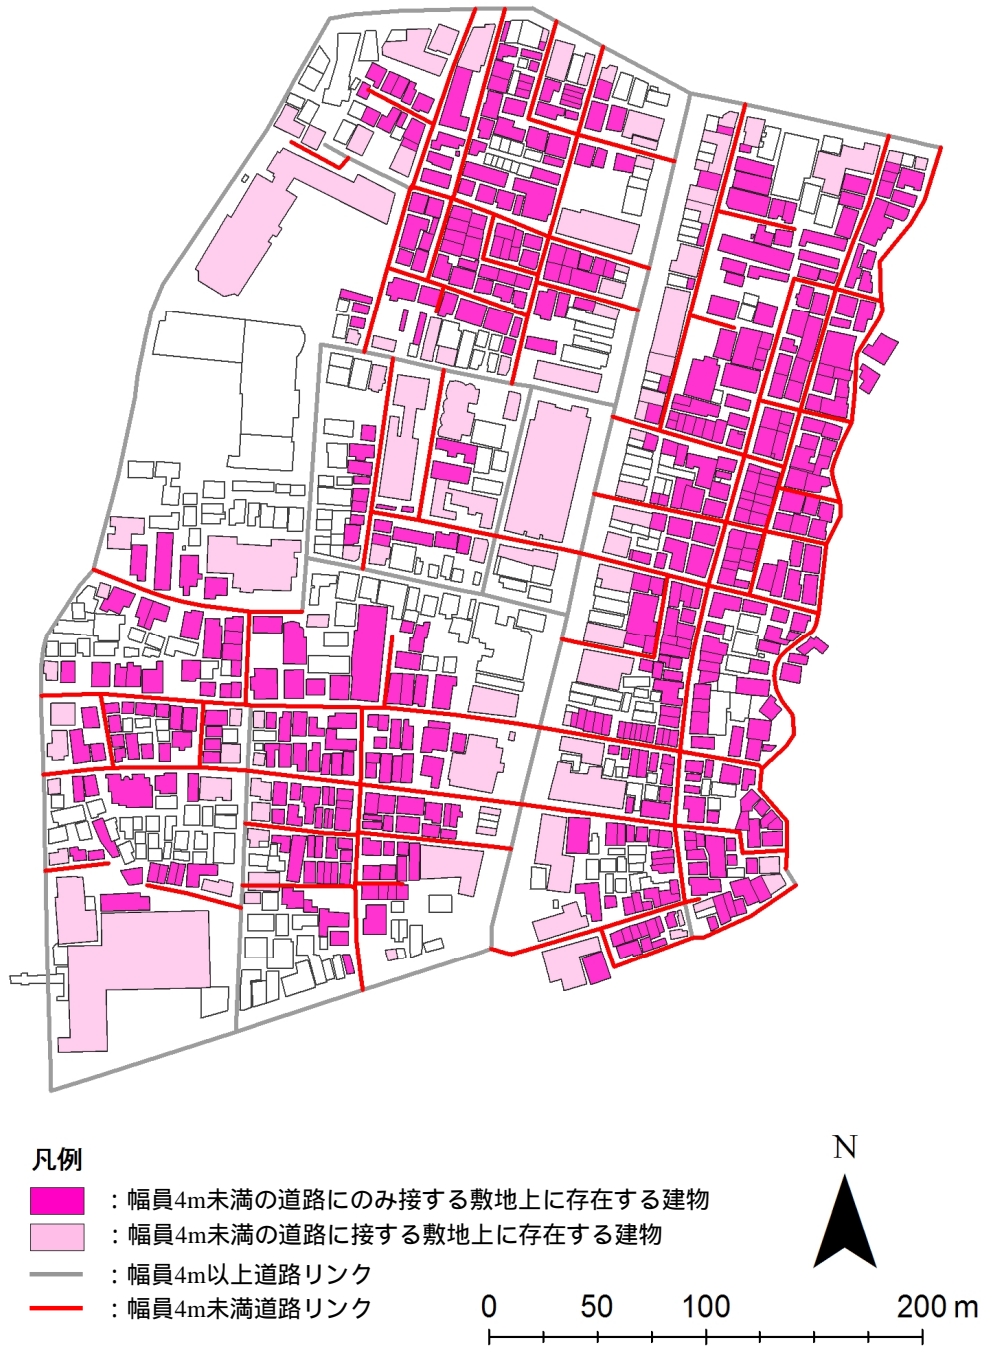 凡例
：幅員4m未満の道路にのみ接する敷地上に存在する建物
：幅員4m未満の道路に接する敷地上に存在する建物
：幅員4m以上道路リンク
：幅員4m未満道路リンク
N
0 50 100 200 m